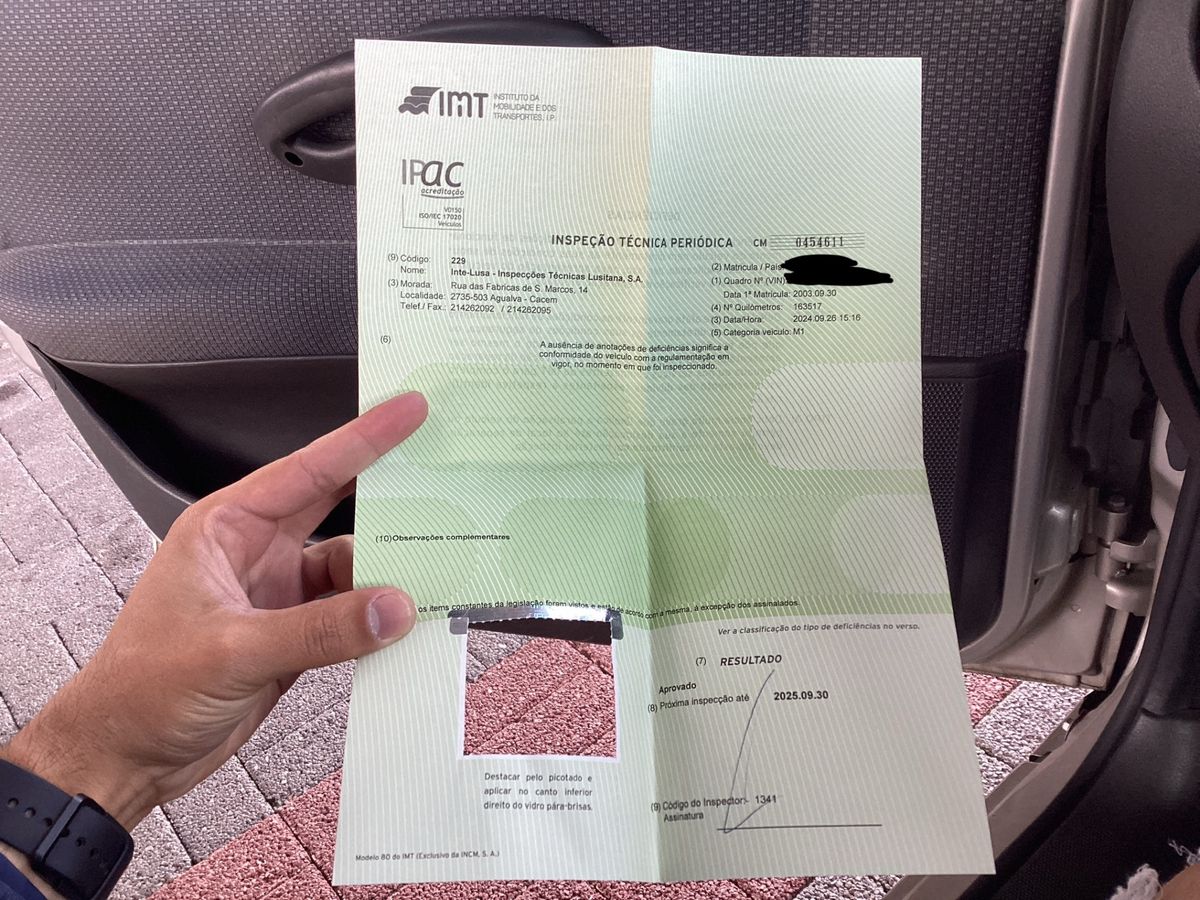 IMT INSTITUTO DA
MOBILIDADE E DOS
TRANSPORTES, I.P.
IPAC
acreditação
V0150
ISO/IEC 17020
Veículos
INSPEÇÃO TÉCNICA PERIÓDICA CM 0454611
(9) Código: 229
Nome: Inte-Lusa - Inspecções Técnicas Lusitana, S.A.
(3) Morada: Rua das Fabricas de S. Marcos, 14
Localidade: 2735-503 Agualva - Cacem
Telef./ Fax.: 214262092 / 214262095
(2) Matricula / País
(1) Quadro Nº (VIN)
Data 1ª Matricula: 2003.09.30
(4) Nº Quilómetros: 163517
(3) Data/Hora: 2024.09.26 15:16
(5) Categoria veículo: M1
(6)
A ausência de anotações de deficiências significa a
conformidade do veículo com a regulamentação em
vigor, no momento em que foi inspeccionado.
(10)Observações complementares
os items constantes da legislação foram vistos e estão de acordo com a mesma, à excepção dos assinalados.
Ver a classificação do tipo de deficiências no verso.
(7) RESULTADO
Aprovado
(8) Próxima inspecção até 2025.09.30
Destacar pelo picotado e
aplicar no canto inferior
direito do vidro pára-brisas.
(9) Código do Inspector:- 1341
Assinatura
Modelo 80 do IMT (Exclusivo da INCM, S. A.)